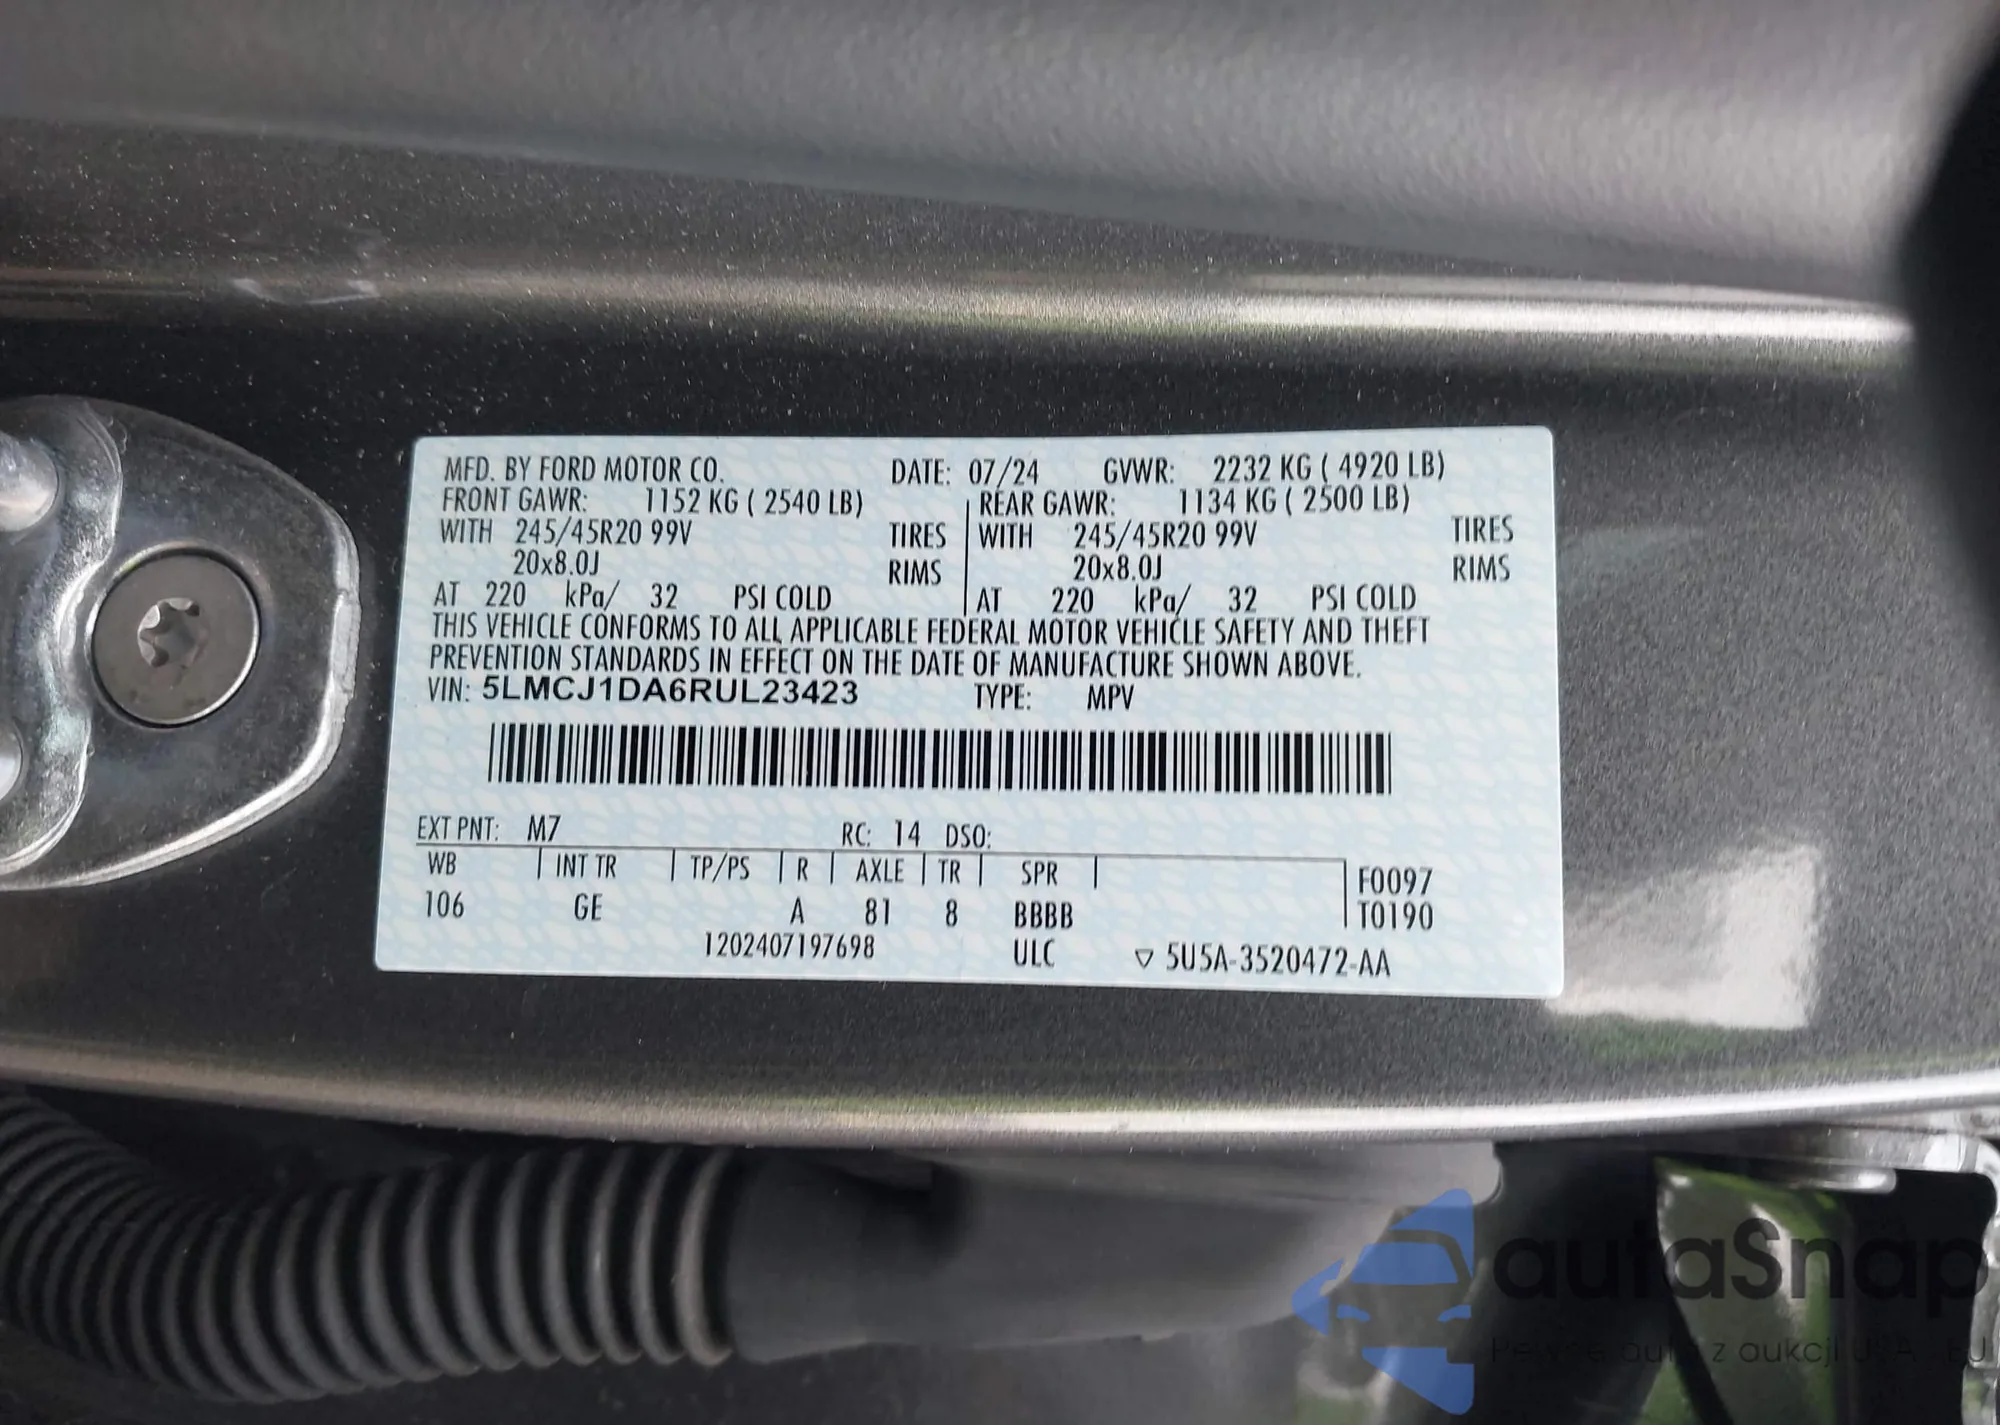 MFD. BY FORD MOTOR CO. DATE: 07/24 GVWR: 2232 KG ( 4920 LB)
FRONT GAWR: 1152 KG ( 2540 LB) REAR GAWR: 1134 KG ( 2500 LB)
WITH 245/45R20 99V TIRES WITH 245/45R20 99V TIRES
20x8.0J RIMS 20x8.0J RIMS
AT 220 kPa/ 32 PSI COLD AT 220 kPa/ 32 PSI COLD
THIS VEHICLE CONFORMS TO ALL APPLICABLE FEDERAL MOTOR VEHICLE SAFETY AND THEFT
PREVENTION STANDARDS IN EFFECT ON THE DATE OF MANUFACTURE SHOWN ABOVE.
VIN: 5LMCJ1DA6RUL23423 TYPE: MPV
EXT PNT: M7 RC: 14 DSO:
WB INT TR TP/PS R AXLE TR SPR F0097
106 GE A 81 8 BBBB T0190
1202407197698 ULC ▽ 5U5A-3520472-AA
autaSnap
Pewne auta z aukcji USA